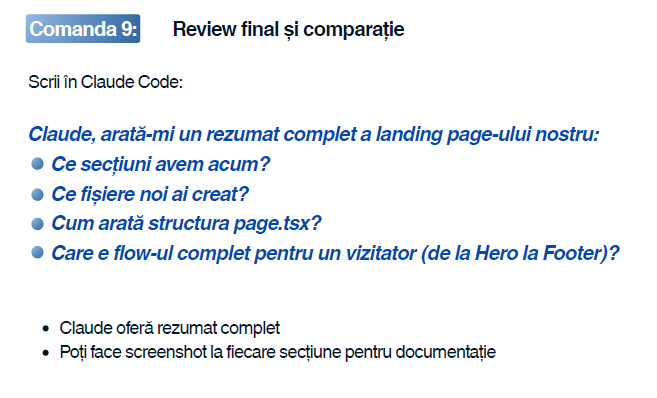 Comanda 9: Review final și comparație
Scrii în Claude Code:
Claude, arată-mi un rezumat complet a landing page-ului nostru:
Ce secțiuni avem acum?
Ce fișiere noi ai creat?
Cum arată structura page.tsx?
Care e flow-ul complet pentru un vizitator (de la Hero la Footer)?
Claude oferă rezumat complet
Poți face screenshot la fiecare secțiune pentru documentație